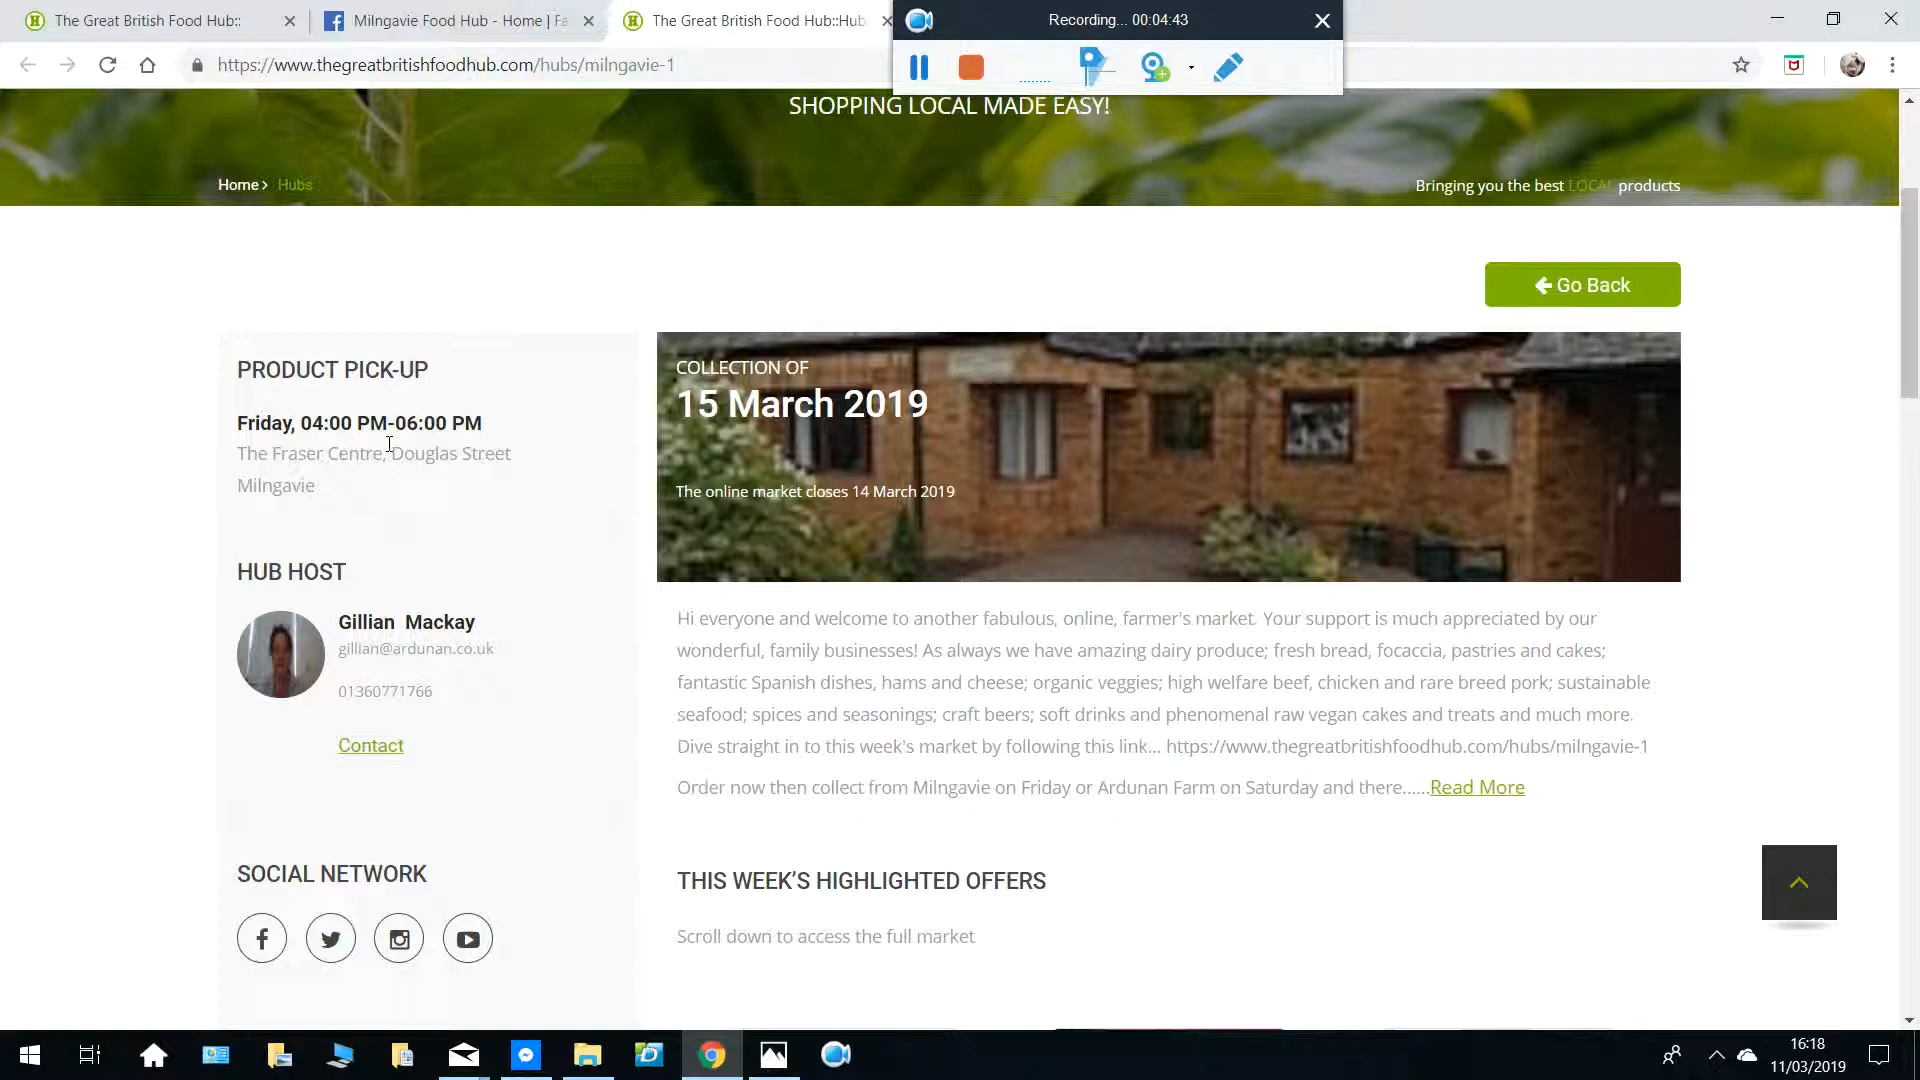 The Great British Food Hub::
Milngavie Food Hub - Home | Fa
The Great British Food Hub::Hub
Recording... 00:04:43
https://www.thegreatbritishfoodhub.com/hubs/milngavie-1
SHOPPING LOCAL MADE EASY!
Home> Hubs
Bringing you the best LOCAL products
Go Back
PRODUCT PICK-UP
Friday, 04:00 PM-06:00 PM
The Fraser Centre, Douglas Street
Milngavie
COLLECTION OF
15 March 2019
The online market closes 14 March 2019
HUB HOST
Gillian Mackay
gillian@ardunan.co.uk
01360771766
Contact
Hi everyone and welcome to another fabulous, online, farmer's market. Your support is much appreciated by our
wonderful, family businesses! As always we have amazing dairy produce; fresh bread, focaccia, pastries and cakes;
fantastic Spanish dishes, hams and cheese; organic veggies; high welfare beef, chicken and rare breed pork; sustainable
seafood; spices and seasonings; craft beers; soft drinks and phenomenal raw vegan cakes and treats and much more.
Dive straight in to this week's market by following this link... https://www.thegreatbritishfoodhub.com/hubs/milngavie-1
Order now then collect from Milngavie on Friday or Ardunan Farm on Saturday and there......Read More
SOCIAL NETWORK
THIS WEEK'S HIGHLIGHTED OFFERS
Scroll down to access the full market
16:18
11/03/2019